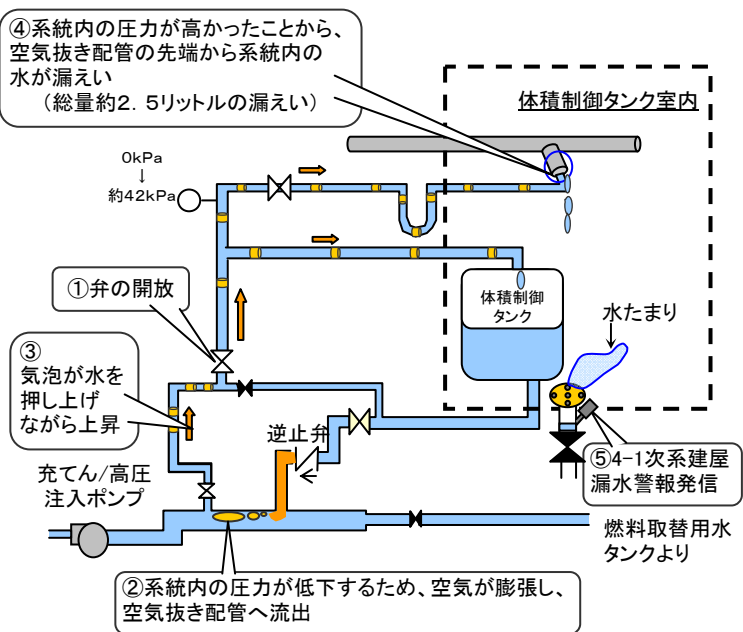 ④系統内の圧力が高かったことから、
空気抜き配管の先端から系統内の
水が漏えい
（総量約２．５リットルの漏えい）
体積制御タンク室内
0kPa
↓
約42kPa
①弁の開放
体積制御
タンク
水たまり
③
気泡が水を
押し上げ
ながら上昇
逆止弁
充てん/高圧
注入ポンプ
⑤4-1次系建屋
漏水警報発信
燃料取替用水
タンクより
②系統内の圧力が低下するため、空気が膨張し、
空気抜き配管へ流出